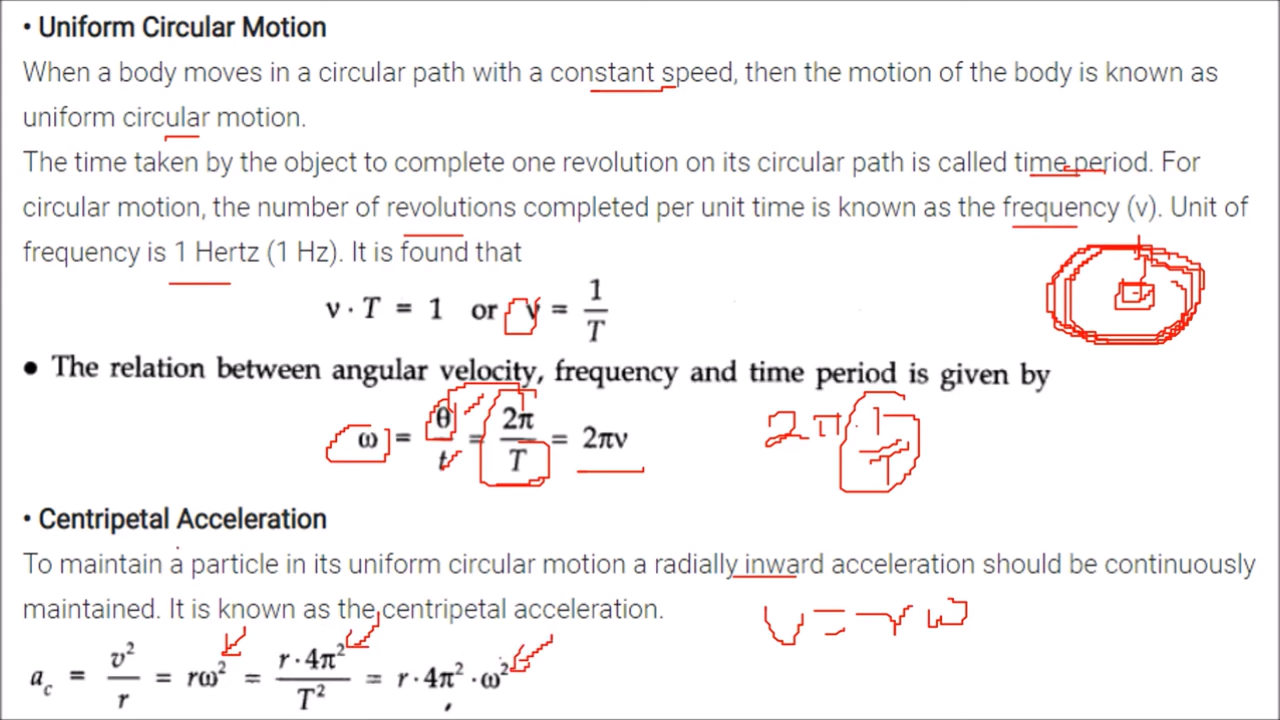 • Uniform Circular Motion
When a body moves in a circular path with a constant speed, then the motion of the body is known as
uniform circular motion.
The time taken by the object to complete one revolution on its circular path is called time period. For
circular motion, the number of revolutions completed per unit time is known as the frequency (v). Unit of
frequency is 1 Hertz (1 Hz). It is found that
ν · T = 1 or ν = 1/T
• The relation between angular velocity, frequency and time period is given by
ω = θ/t = 2π/T = 2πν
2π 1/T
• Centripetal Acceleration
To maintain a particle in its uniform circular motion a radially inward acceleration should be continuously
maintained. It is known as the centripetal acceleration.
v = rω
a_c = v²/r = rω² = r · 4π²/T² = r · 4π² · ω²